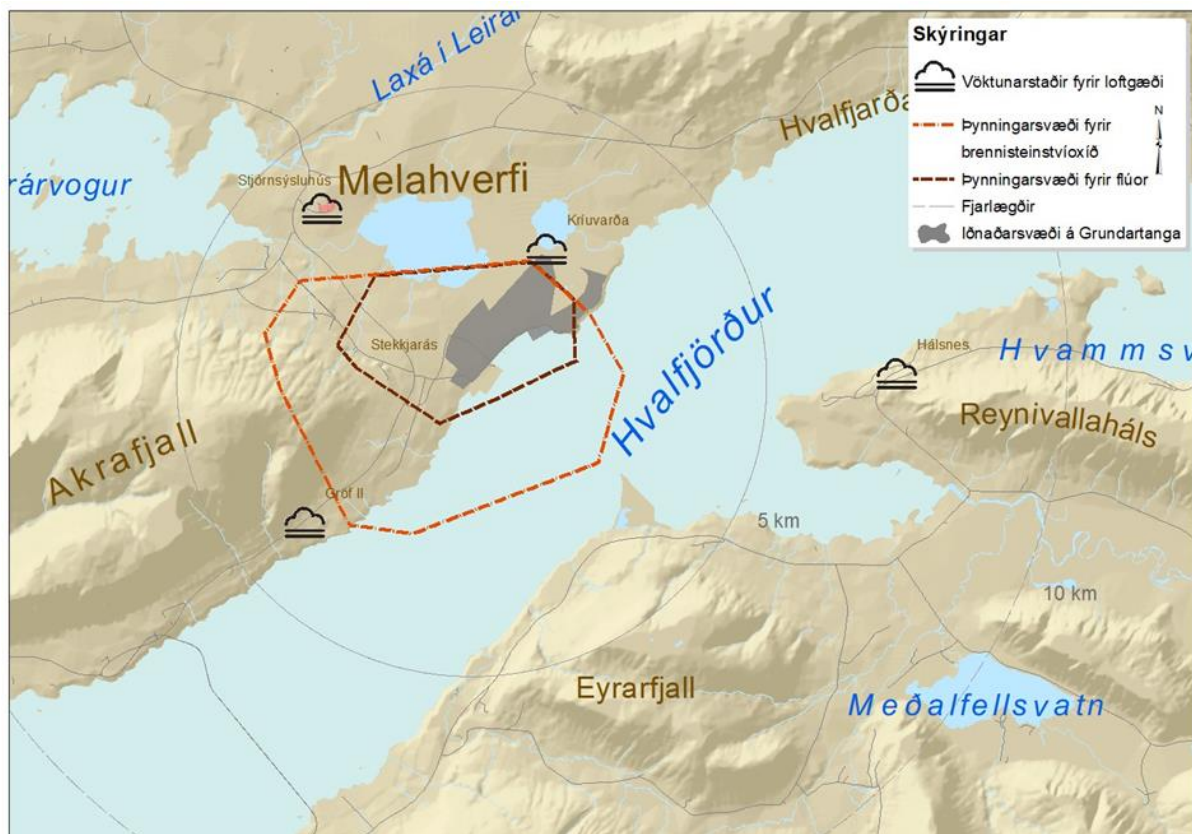 Laxá í Leirár
Skýringar
Vöktunarstaðir fyrir loftgæði
N
Þynningarsvæði fyrir
brennisteinstvíoxíð
Þynningarsvæði fyrir flúor
Fjarlægðir
Iðnaðarsvæði á Grundartanga
Hvalfjarða
rárvogur
Stjórnsýsluhús
Melahverfi
Kríuvarða
Stekkjarás
Hvalfjörður
Hálsnes
Hvammsv
Reynivallaháls
Akrafjall
Gröf II
5 km
10 km
Eyrarfjall
Meðalfellsvatn